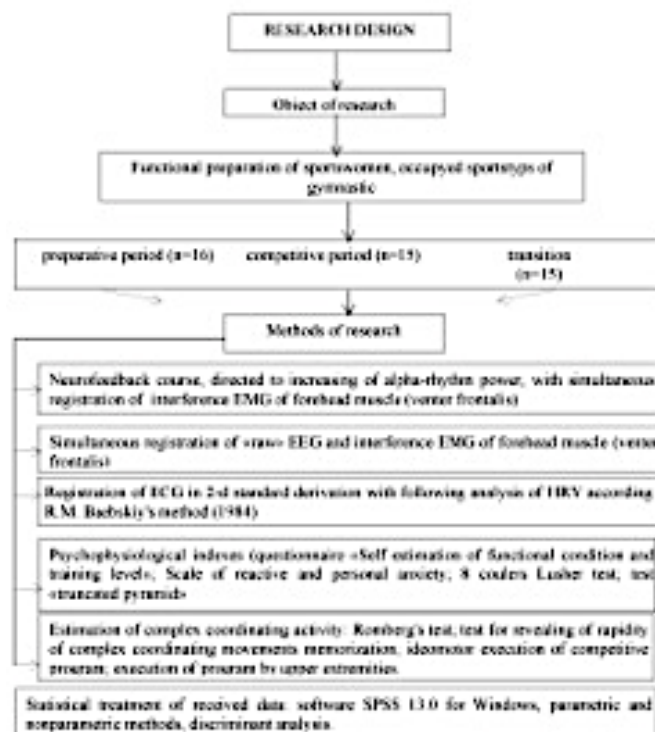 RESEARCH DESIGN
Object of research
Functional preparation of sportswomen, occupyed sportstyps of
gymnastic
preparative period (n=16) competitive period (n=15) transition
(n=15)
Methods of research
Neurofeedback course, directed to increasing of alpha-rhythm power, with simultaneous
registration of interference EMG of forehead muscle (venter frontalis)
Simultaneous registration of «raw» EEG and interference EMG of forehead muscle (venter
frontalis)
Registration of ECG in 2-d standard derivation with following analysis of HRV according
R.M. Baebskiy's method (1984)
Psychophysiological indexes (questionnaire «Self estimation of functional condition and
training level», Scale of reactive and personal anxiety; 8 coulers Lusher test; test
«truncated pyramid»
Estimation of complex coordinating activity: Romberg's test, test for revealing of rapidity
of complex coordinating movements memorization, ideomotor execution of competitive
program; execution of program by upper extremities.
Statistical treatment of received data: software SPSS 13.0 for Windows, parametric and
nonparametric methods, discriminant analysis.